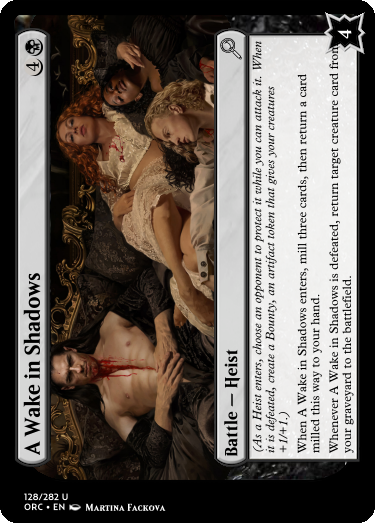 A Wake in Shadows
4
Battle — Heist
(As a Heist enters, choose an opponent to protect it while you can attack it. When
it is defeated, create a Bounty, an artifact token that gives your creatures
+1/+1.)
When A Wake in Shadows enters, mill three cards, then return a card
milled this way to your hand.
Whenever A Wake in Shadows is defeated, return target creature card from
your graveyard to the battlefield.
4
128/282 U
ORC • EN Martina Fackova